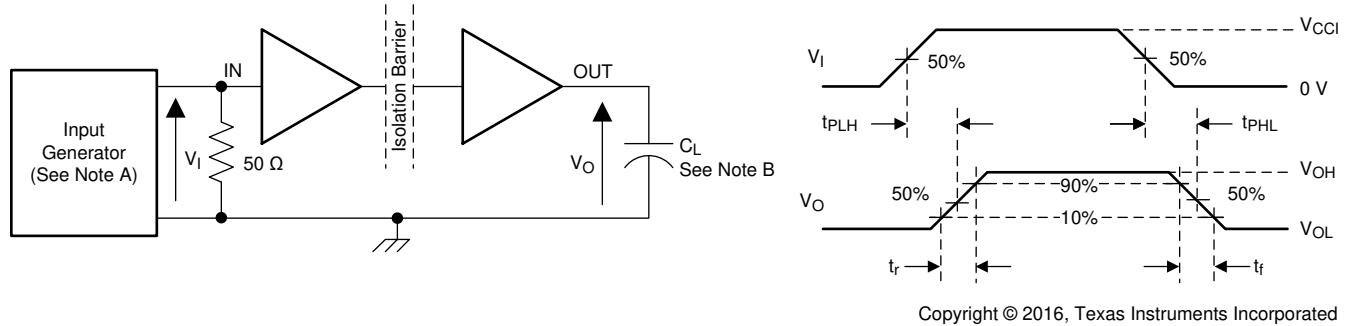 Input
Generator
(See Note A)
IN
V_I
50 Ω
Isolation Barrier
OUT
V_O
C_L
See Note B
V_I
50%
50%
V_CCI
0 V
t_PLH
t_PHL
V_O
50%
90%
50%
10%
V_OH
V_OL
t_r
t_f
Copyright © 2016, Texas Instruments Incorporated